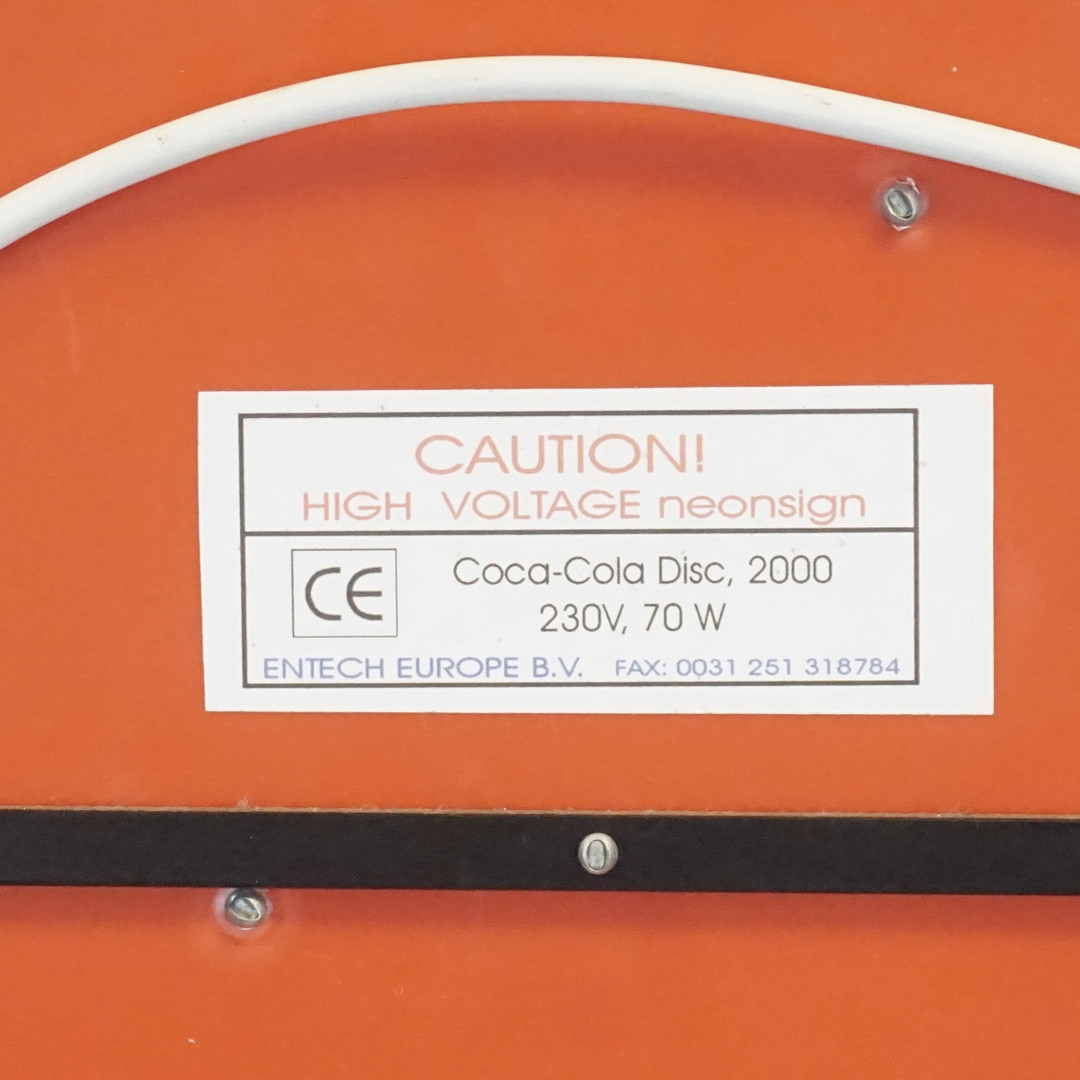 CAUTION!
HIGH VOLTAGE neonsign
CE
Coca-Cola Disc, 2000
230V, 70 W
ENTECH EUROPE B.V. FAX: 0031 251 318784